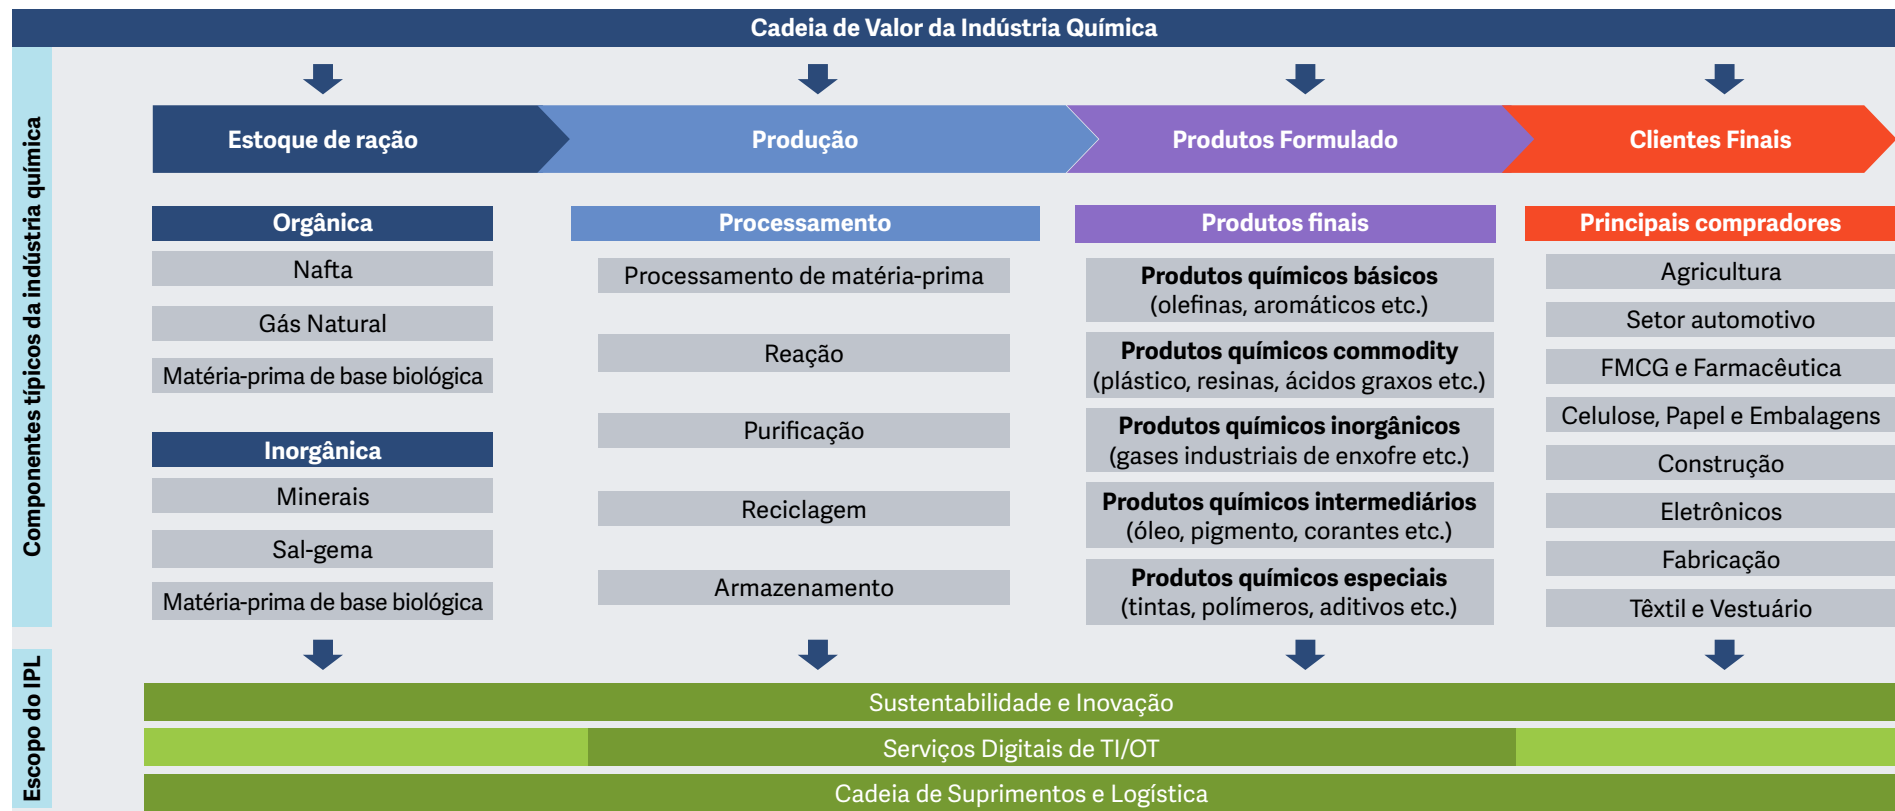 Cadeia de Valor da Indústria Química
Componentes típicos da indústria química
Estoque de ração
Produção
Produtos Formulado
Clientes Finais
Orgânica
Nafta
Gás Natural
Matéria-prima de base biológica
Inorgânica
Minerais
Sal-gema
Matéria-prima de base biológica
Processamento
Processamento de matéria-prima
Reação
Purificação
Reciclagem
Armazenamento
Produtos finais
Produtos químicos básicos
(olefinas, aromáticos etc.)
Produtos químicos commodity
(plástico, resinas, ácidos graxos etc.)
Produtos químicos inorgânicos
(gases industriais de enxofre etc.)
Produtos químicos intermediários
(óleo, pigmento, corantes etc.)
Produtos químicos especiais
(tintas, polímeros, aditivos etc.)
Principais compradores
Agricultura
Setor automotivo
FMCG e Farmacêutica
Celulose, Papel e Embalagens
Construção
Eletrônicos
Fabricação
Têxtil e Vestuário
Escopo do IPL
Sustentabilidade e Inovação
Serviços Digitais de TI/OT
Cadeia de Suprimentos e Logística